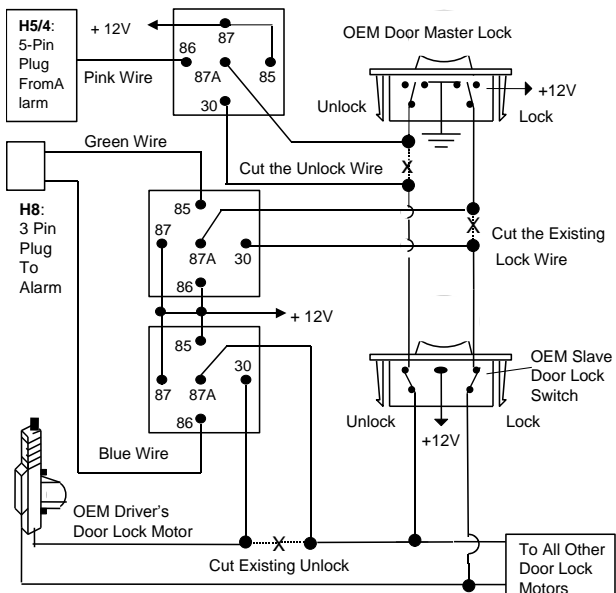 H5/4:
5-Pin
Plug
FromA
larm
+ 12V
87
86
87A
85
30
Pink Wire
OEM Door Master Lock
Unlock
+12V
Lock
Green Wire
Cut the Unlock Wire
X
H8:
3 Pin
Plug
To
Alarm
85
87
87A
30
86
X
Cut the Existing
Lock Wire
+ 12V
85
30
87
87A
86
Blue Wire
OEM Slave
Door Lock
Switch
Unlock
+12V
Lock
OEM Driver's
Door Lock Motor
X
Cut Existing Unlock
To All Other
Door Lock
Motors